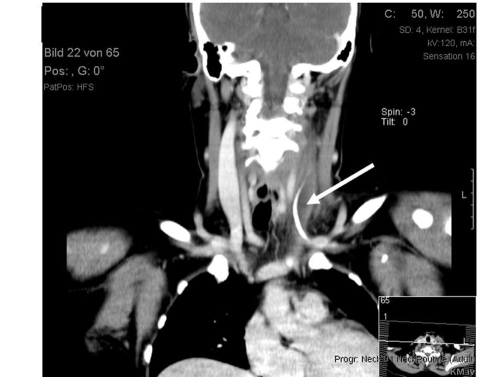 C: 50, W: 250
SD: 4, Kernel: B31f
kV:120, mA:
Sensation 16
Bild 22 von 65
Pos: , G: 0°
PatPos: HFS
Spin: -3
Tilt: 0
L
65
1